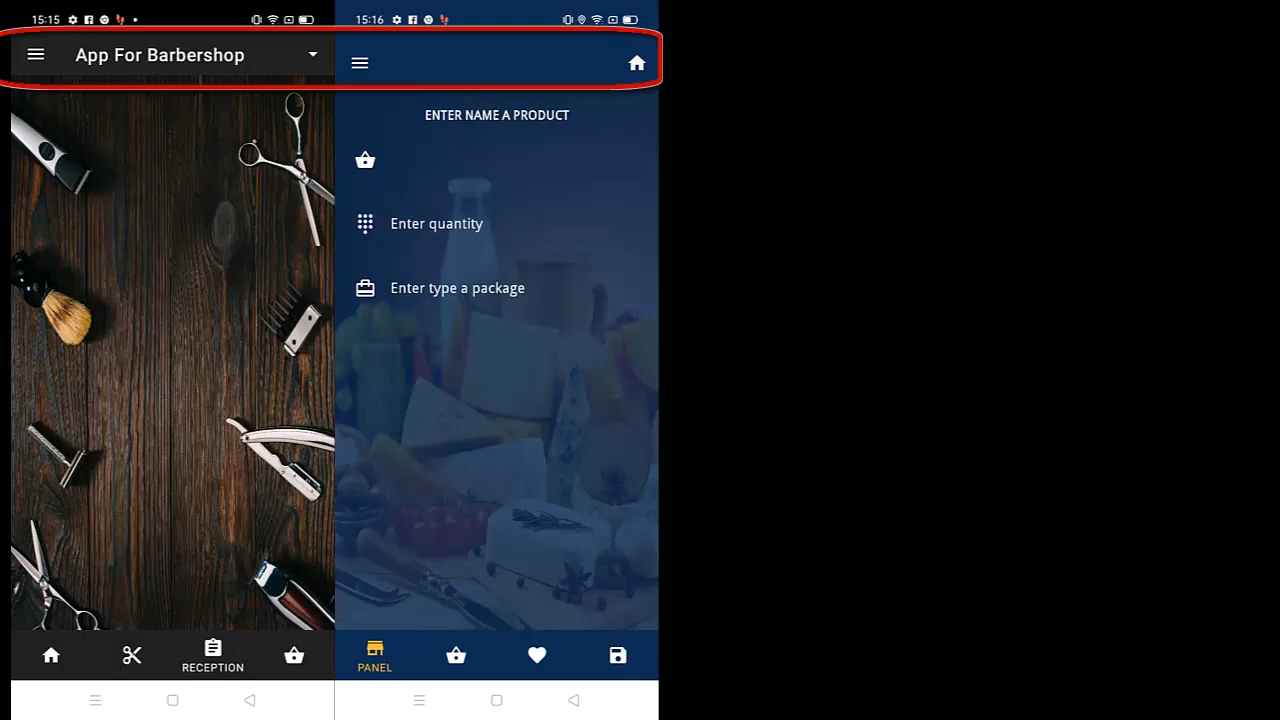 15:15
App For Barbershop
RECEPTION
15:16
ENTER NAME A PRODUCT
Enter quantity
Enter type a package
PANEL